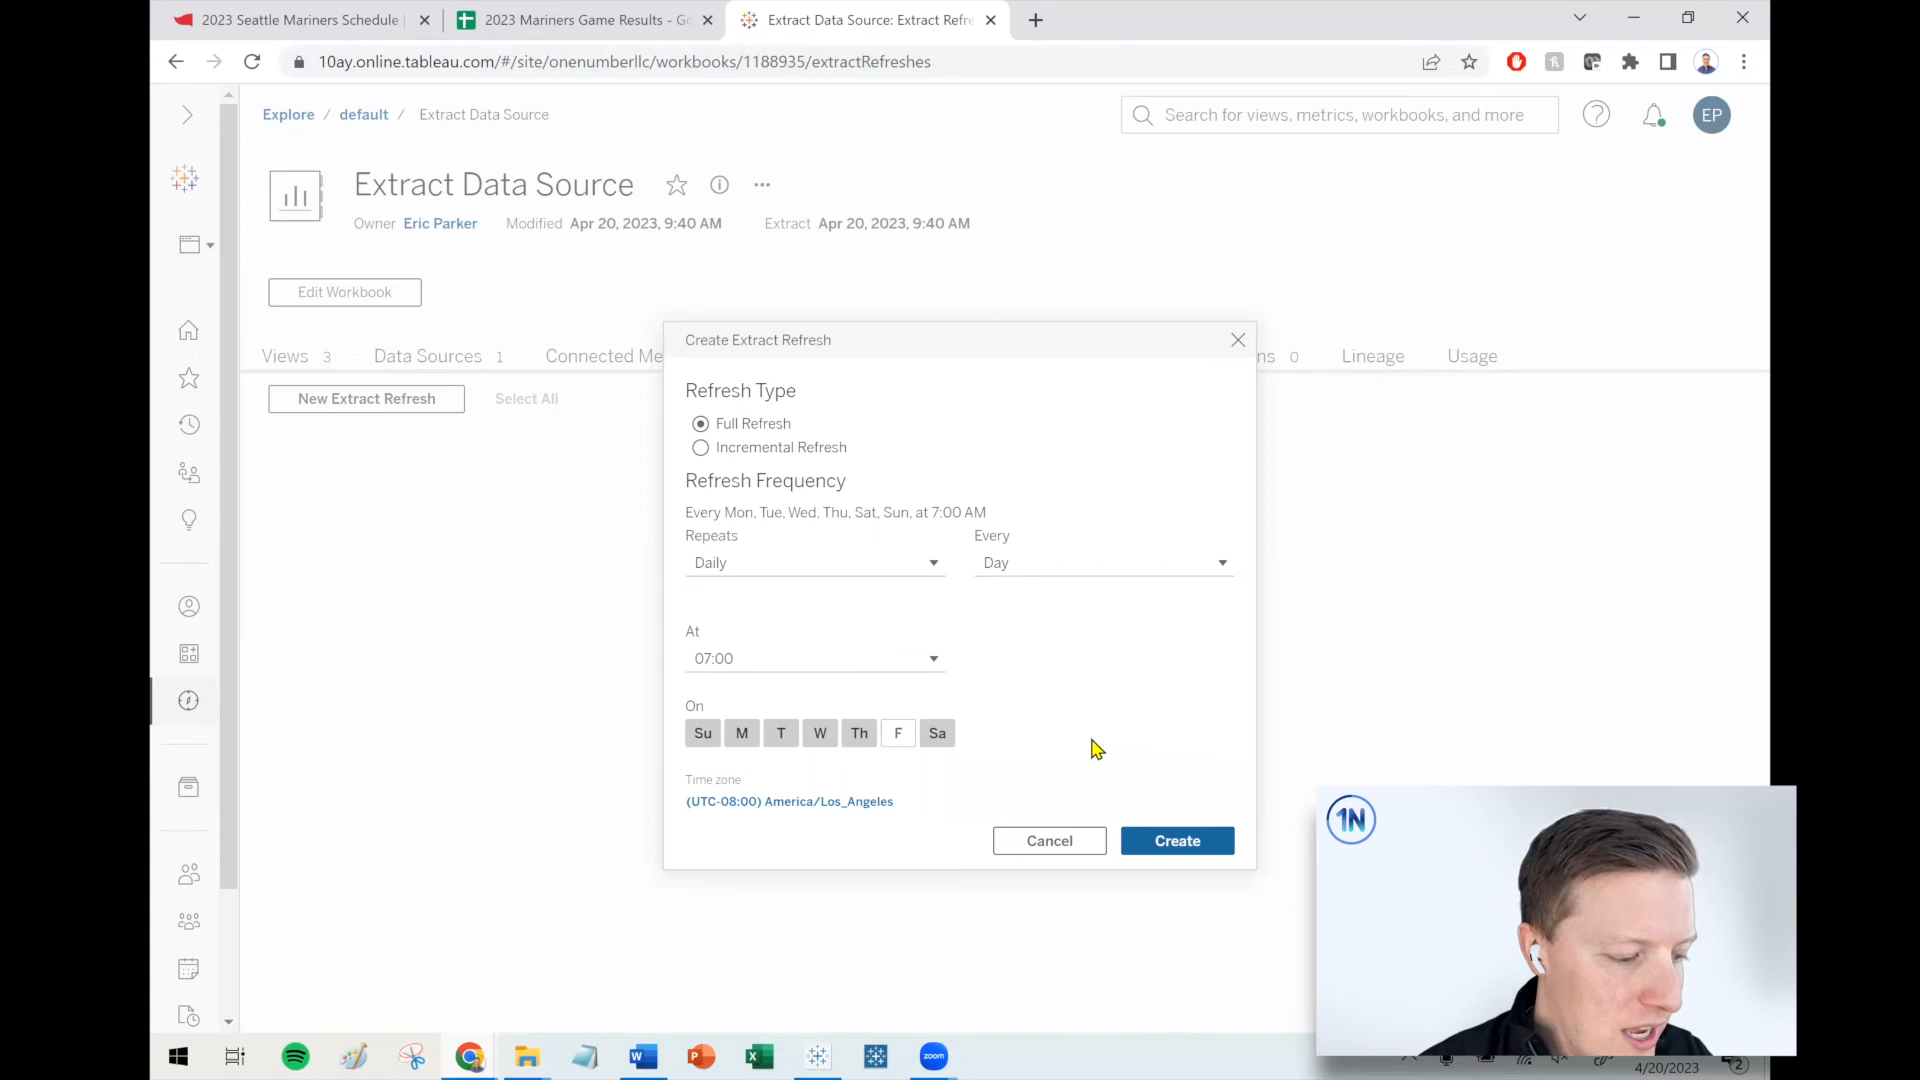 2023 Seattle Mariners Schedule
2023 Mariners Game Results - Go
Extract Data Source: Extract Refre
10ay.online.tableau.com/#/site/onenumberllc/workbooks/1188935/extractRefreshes
Explore / default / Extract Data Source
Search for views, metrics, workbooks, and more
EP
Extract Data Source
Owner Eric Parker Modified Apr 20, 2023, 9:40 AM Extract Apr 20, 2023, 9:40 AM
Edit Workbook
Views 3 Data Sources 1 Connected Me
ns 0 Lineage Usage
New Extract Refresh Select All
Create Extract Refresh
Refresh Type
Full Refresh
Incremental Refresh
Refresh Frequency
Every Mon, Tue, Wed, Thu, Sat, Sun, at 7:00 AM
Repeats Every
Daily Day
At
07:00
On
Su M T W Th F Sa
Time zone
(UTC-08:00) America/Los_Angeles
Cancel Create
1N
zoom
4/20/2023
2